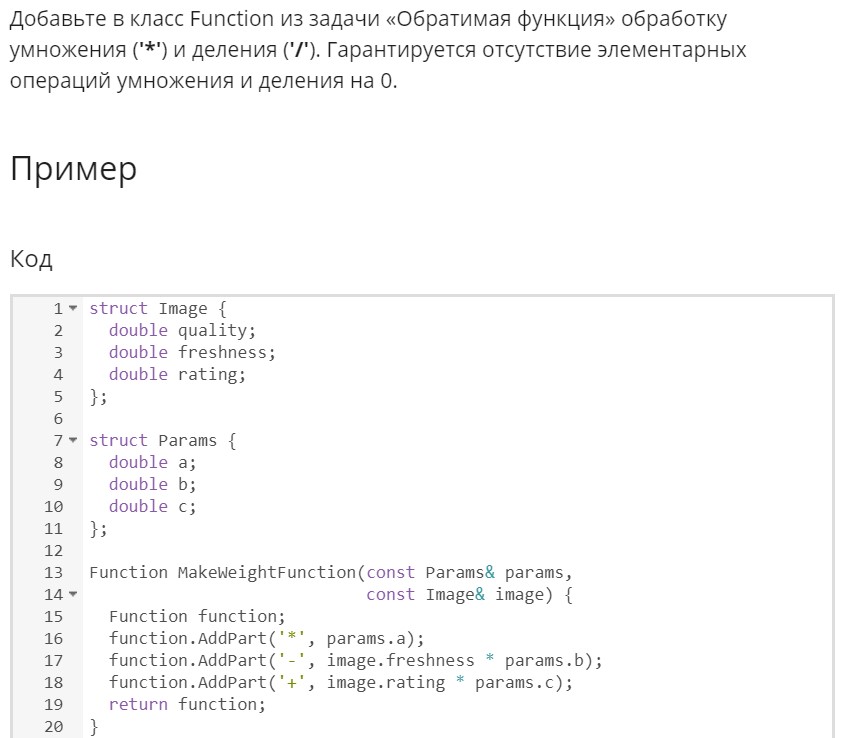 Добавьте в класс Function из задачи «Обратимая функция» обработку
умножения ('*') и деления ('/'). Гарантируется отсутствие элементарных
операций умножения и деления на 0.
Пример
Код
1 struct Image {
2   double quality;
3   double freshness;
4   double rating;
5 };
6
7 struct Params {
8   double a;
9   double b;
10   double c;
11 };
12
13 Function MakeWeightFunction(const Params& params,
14                             const Image& image) {
15   Function function;
16   function.AddPart('*', params.a);
17   function.AddPart('-', image.freshness * params.b);
18   function.AddPart('+', image.rating * params.c);
19   return function;
20 }